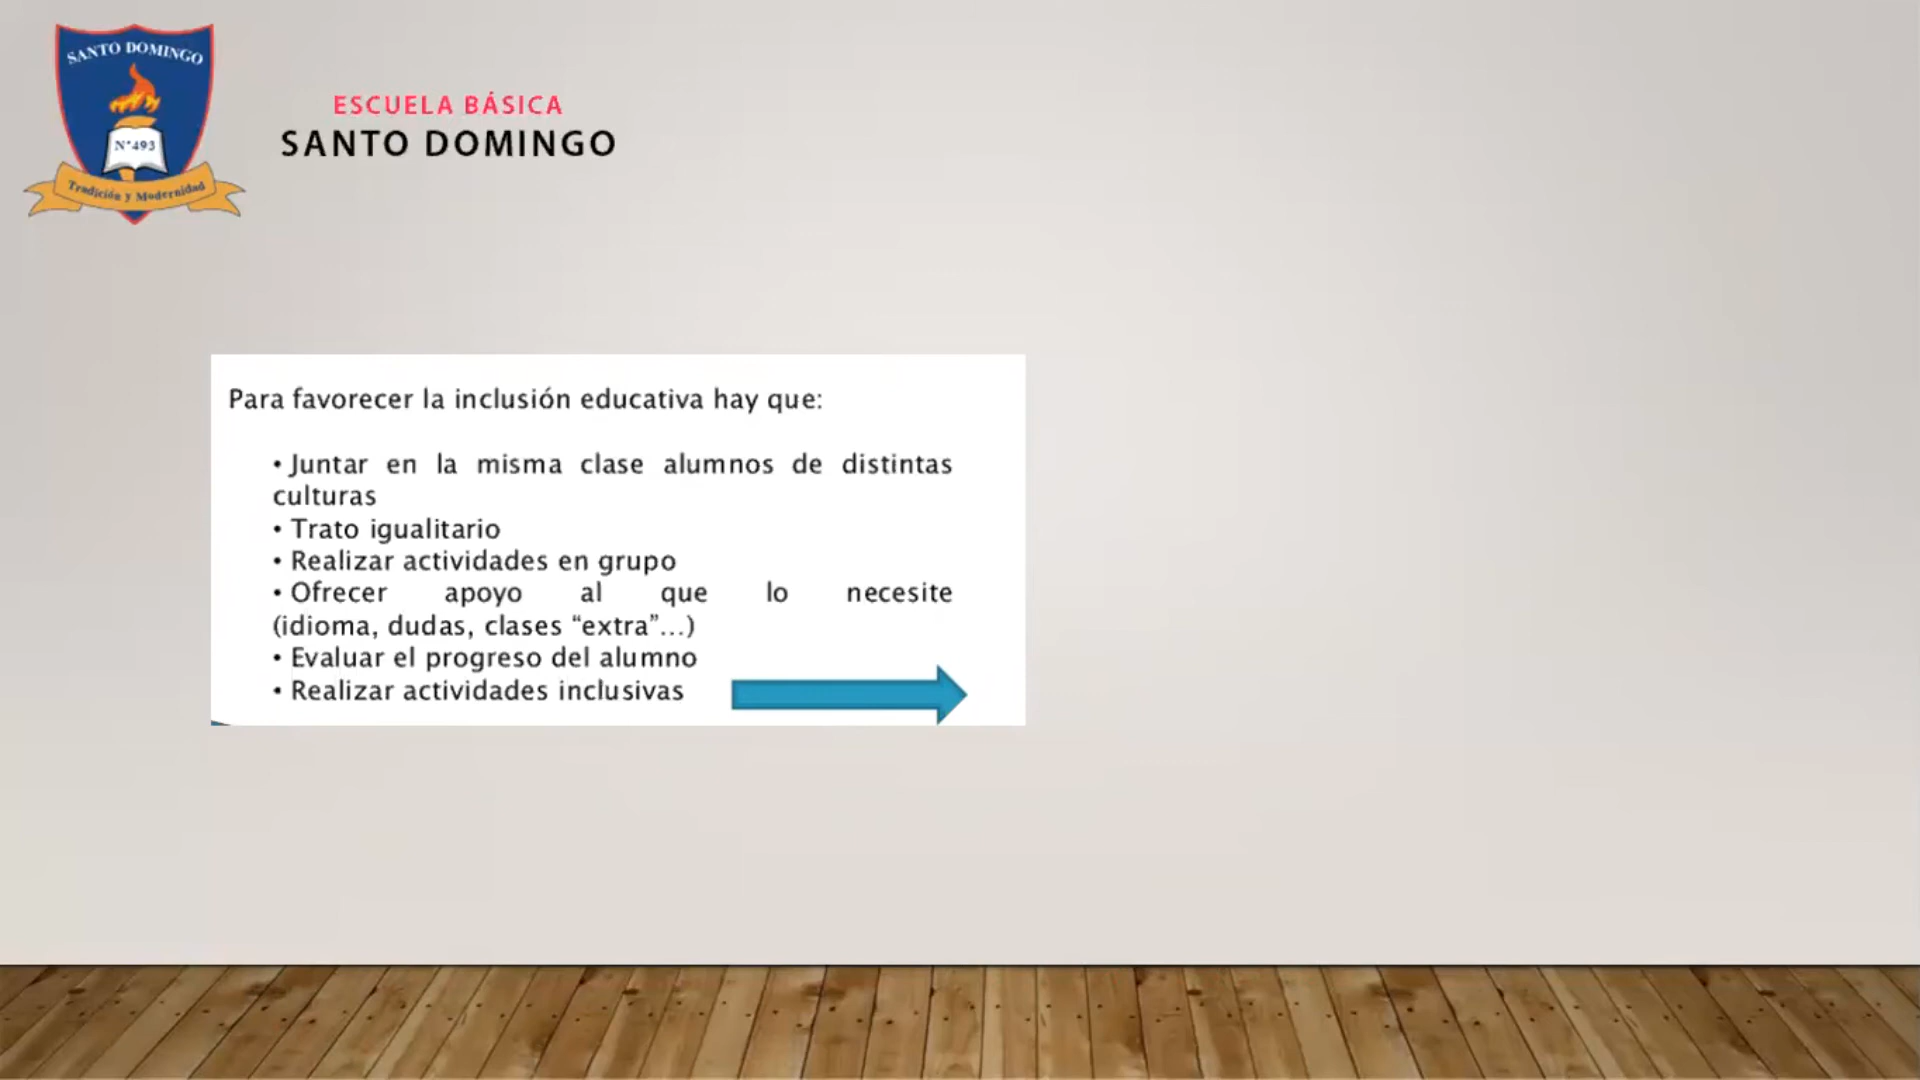 SANTO DOMINGO
N°493
Tradición y Modernidad
ESCUELA BÁSICA
SANTO DOMINGO
Para favorecer la inclusión educativa hay que:
• Juntar en la misma clase alumnos de distintas
culturas
• Trato igualitario
• Realizar actividades en grupo
• Ofrecer apoyo al que lo necesite
(idioma, dudas, clases “extra”...)
• Evaluar el progreso del alumno
• Realizar actividades inclusivas